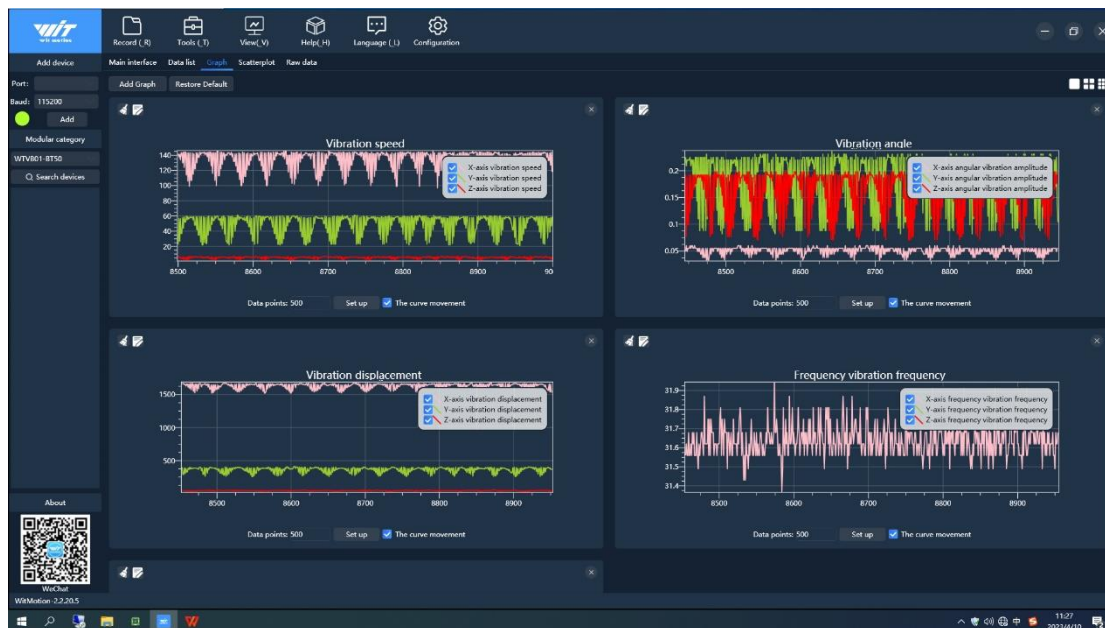 WiT
wit motion
Record (_R)
Tools (_T)
View(_V)
Help(_H)
Language (_L)
Configuration
Add device
Main interface
Data list
Graph
Scatterplot
Raw data
Port:
Add Graph
Restore Default
Baud: 115200
Add
Modular category
WTVB01-BT50
Search devices
Vibration speed
140
120
100
80
60
40
20
X-axis vibration speed
Y-axis vibration speed
Z-axis vibration speed
8500
8600
8700
8800
8900
90
Data points: 500
Set up
The curve movement
Vibration angle
0.2
0.15
0.1
0.05
X-axis angular vibration amplitude
Y-axis angular vibration amplitude
Z-axis angular vibration amplitude
8500
8600
8700
8800
8900
Data points: 500
Set up
The curve movement
Vibration displacement
1500
1000
500
X-axis vibration displacement
Y-axis vibration displacement
Z-axis vibration displacement
8500
8600
8700
8800
8900
Data points: 500
Set up
The curve movement
Frequency vibration frequency
31.9
31.8
31.7
31.6
31.5
31.4
X-axis frequency vibration frequency
Y-axis frequency vibration frequency
Z-axis frequency vibration frequency
8500
8600
8700
8800
8900
Data points: 500
Set up
The curve movement
About
WeChat
WitMotion-2.2.20.5
中
11:27
2023/4/10